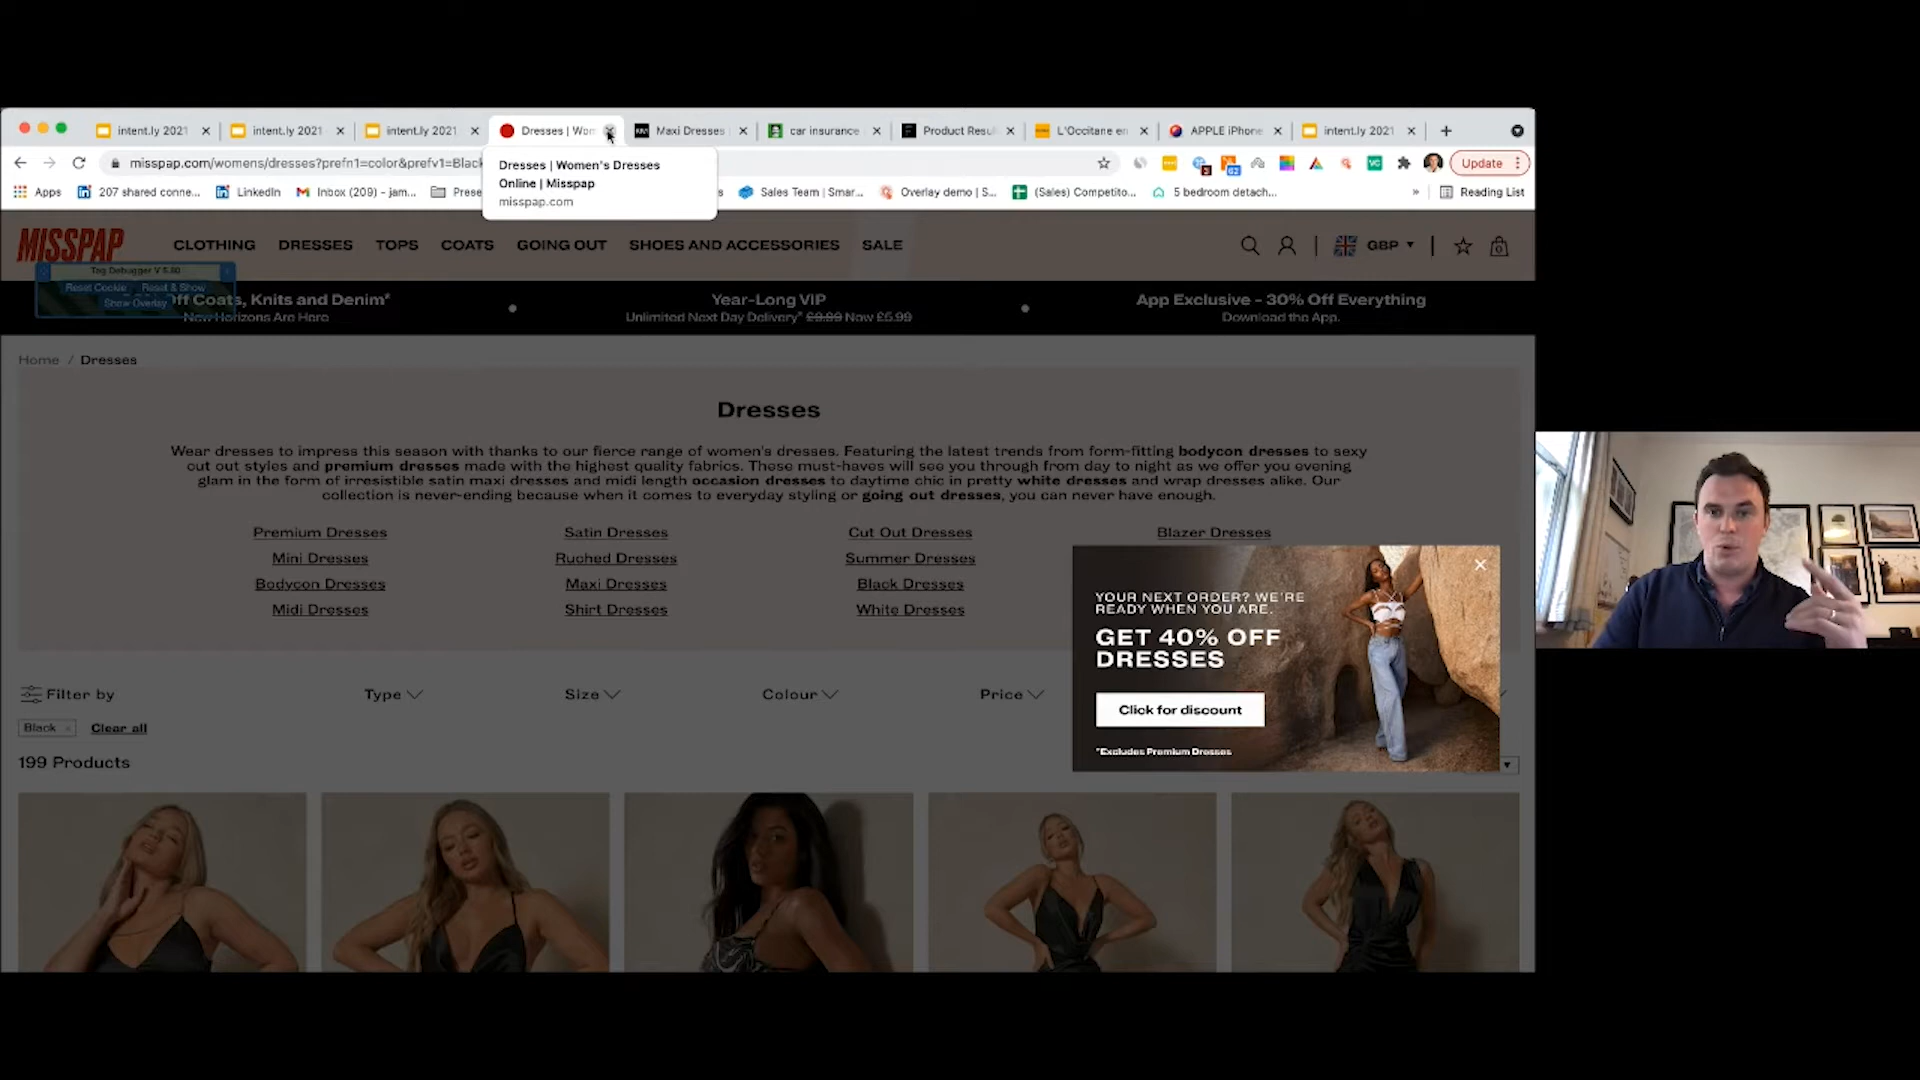 intent.ly 2021
intent.ly 2021
intent.ly 2021
Dresses | Wom
Maxi Dresses
car insurance
Product Resul
L'Occitane en
APPLE iPhone
intent.ly 2021
misspap.com/womens/dresses?prefn1=color&prefv1=Black
Update
Dresses | Women's Dresses
Online | Misspap
misspap.com
Apps
207 shared conne...
LinkedIn
Inbox (209) - jam...
Prese
Sales Team | Smar...
Overlay demo | S...
(Sales) Competito...
5 bedroom detach...
»
Reading List
MISSPAP
CLOTHING
DRESSES
TOPS
COATS
GOING OUT
SHOES AND ACCESSORIES
SALE
GBP
0
Tag Debugger V 5.80
Reset Cookie
Reset & Show
Show Overlay
Off Coats, Knits and Denim*
New Horizons Are Here
Year-Long VIP
Unlimited Next Day Delivery* £9.99 Now £5.99
App Exclusive - 30% Off Everything
Download the App.
Home / Dresses
Dresses
Wear dresses to impress this season with thanks to our fierce range of women's dresses. Featuring the latest trends from form-fitting bodycon dresses to sexy
cut out styles and premium dresses made with the highest quality fabrics. These must-haves will see you through from day to night as we offer you evening
glam in the form of irresistible satin maxi dresses and midi length occasion dresses to daytime chic in pretty white dresses and wrap dresses alike. Our
collection is never-ending because when it comes to everyday styling or going out dresses, you can never have enough.
Premium Dresses
Satin Dresses
Cut Out Dresses
Blazer Dresses
Mini Dresses
Ruched Dresses
Summer Dresses
Bodycon Dresses
Maxi Dresses
Black Dresses
Midi Dresses
Shirt Dresses
White Dresses
YOUR NEXT ORDER? WE'RE
READY WHEN YOU ARE.
GET 40% OFF
DRESSES
Click for discount
*Excludes Premium Dresses
Filter by
Type
Size
Colour
Price
Black
Clear all
199 Products